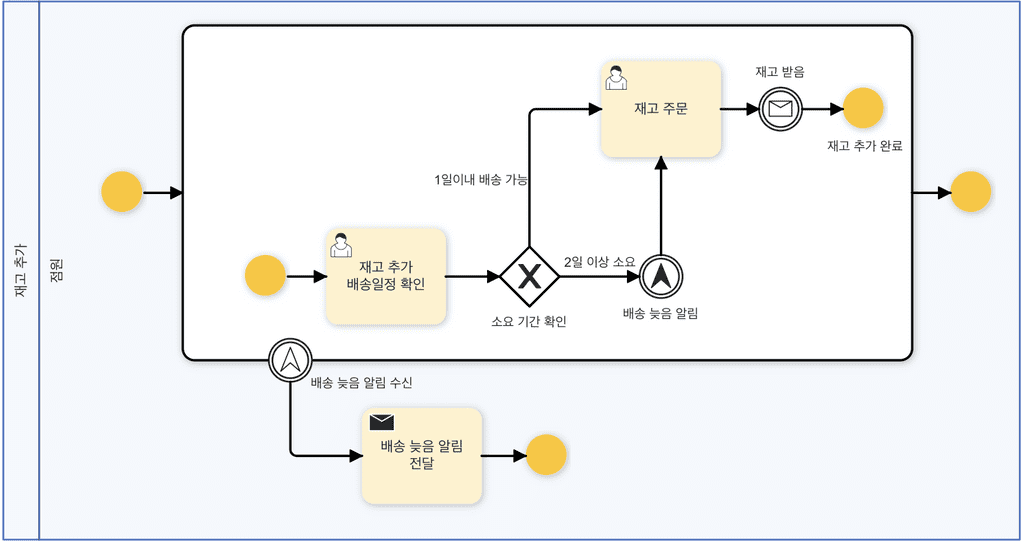 재고 추가
점원
재고 주문
재고 받음
재고 추가 완료
1일이내 배송 가능
재고 추가
배송일정 확인
소요 기간 확인
2일 이상 소요
배송 늦음 알림
배송 늦음 알림 수신
배송 늦음 알림
전달